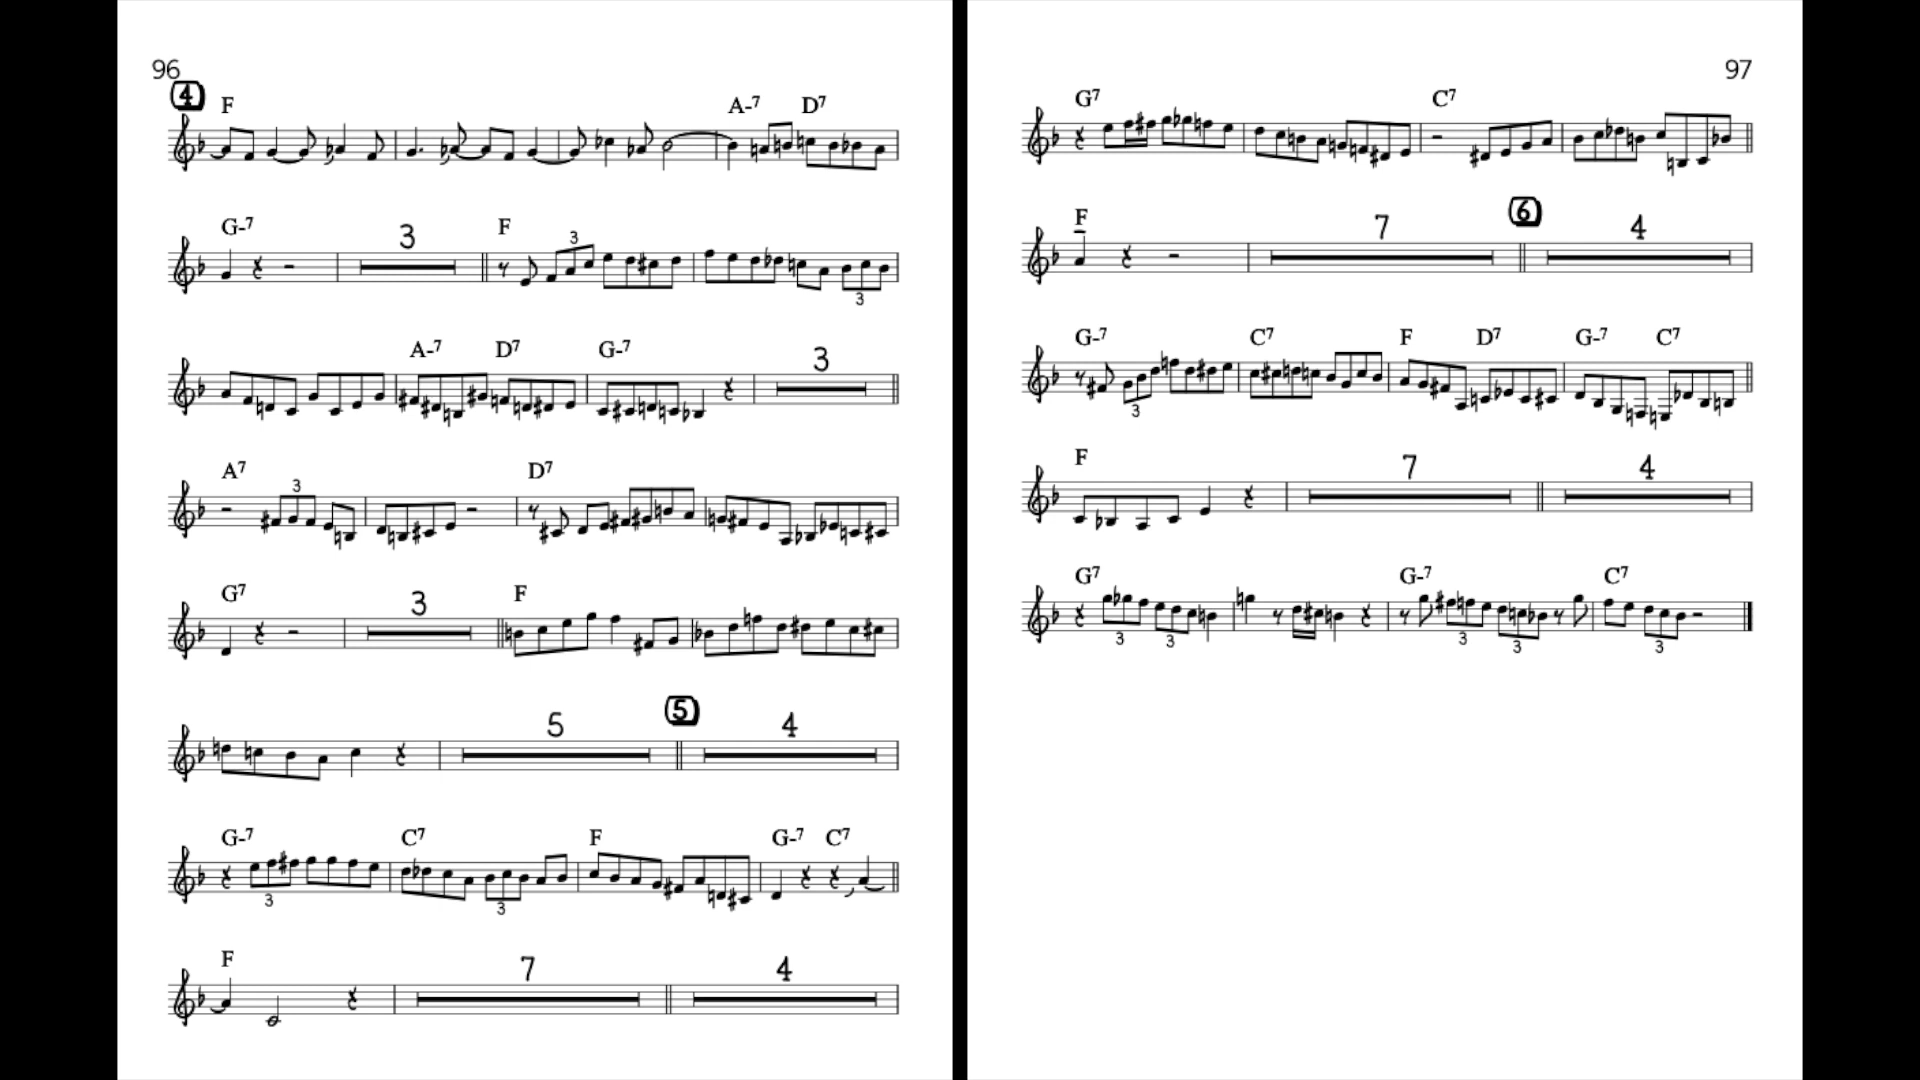 96
4 F A-7 D7
G-7 3 F 3 3
A-7 D7 G-7 3
A7 3 D7
G7 3 F
5 5 4
G-7 3 C7 3 F G-7 C7
F 7 4
97
G7 C7
F 7 6 4
G-7 3 C7 F D7 G-7 C7
F 7 4
G7 3 3 G-7 3 3 C7 3